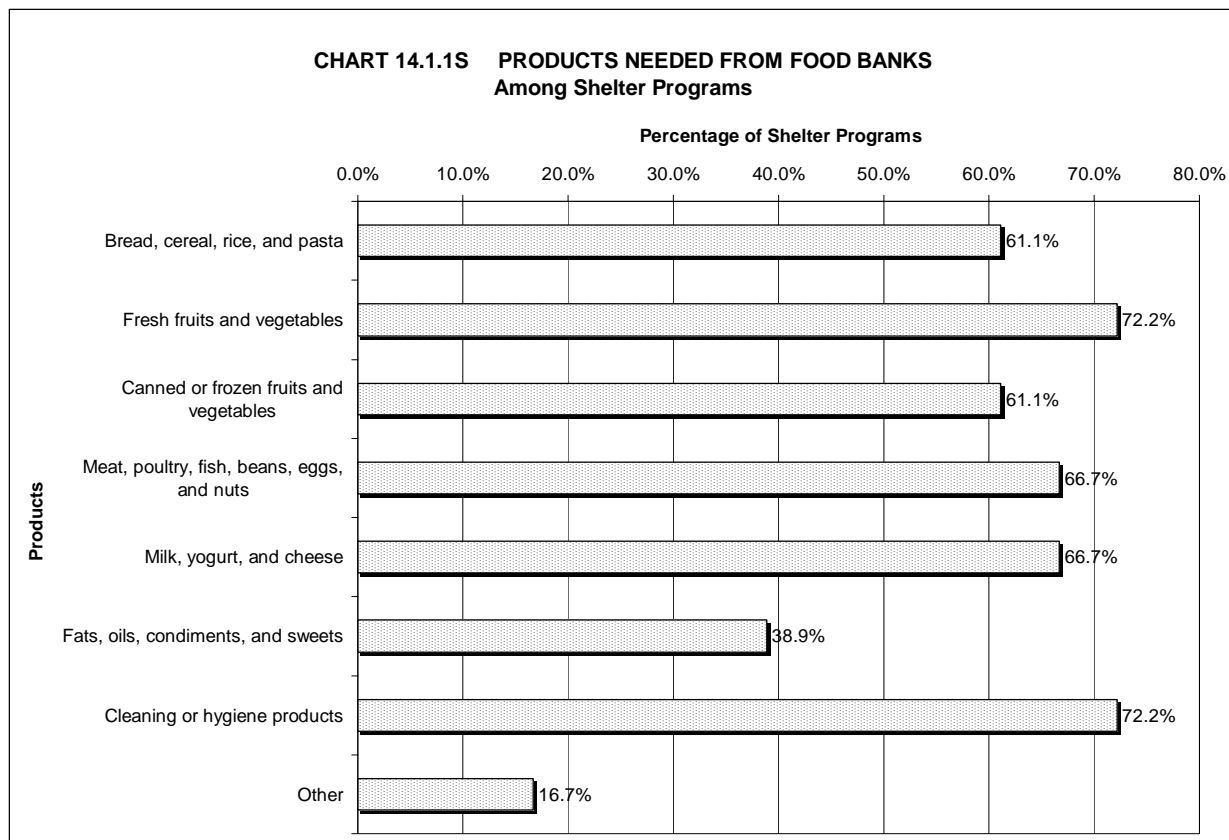 CHART 14.1.1S PRODUCTS NEEDED FROM FOOD BANKS
Among Shelter Programs
Percentage of Shelter Programs
0.0% 10.0% 20.0% 30.0% 40.0% 50.0% 60.0% 70.0% 80.0%
Products
Bread, cereal, rice, and pasta 61.1%
Fresh fruits and vegetables 72.2%
Canned or frozen fruits and
vegetables 61.1%
Meat, poultry, fish, beans, eggs,
and nuts 66.7%
Milk, yogurt, and cheese 66.7%
Fats, oils, condiments, and sweets 38.9%
Cleaning or hygiene products 72.2%
Other 16.7%